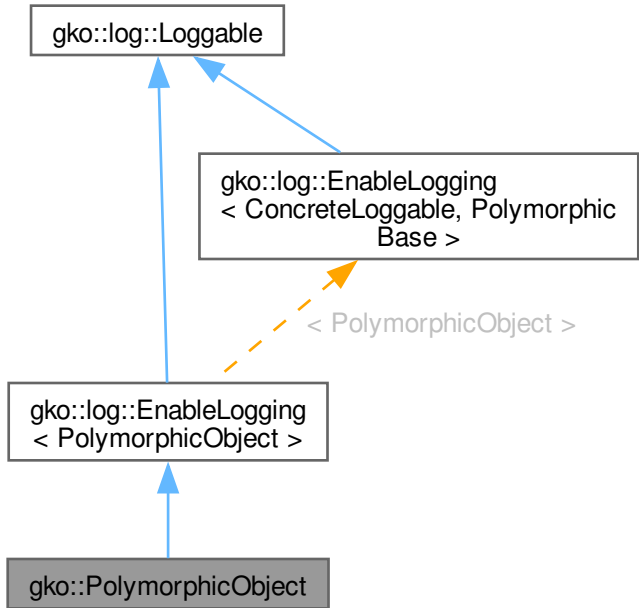 gko::log::Loggable
gko::log::EnableLogging
< ConcreteLoggable, Polymorphic
Base >
< PolymorphicObject >
gko::log::EnableLogging
< PolymorphicObject >
gko::PolymorphicObject